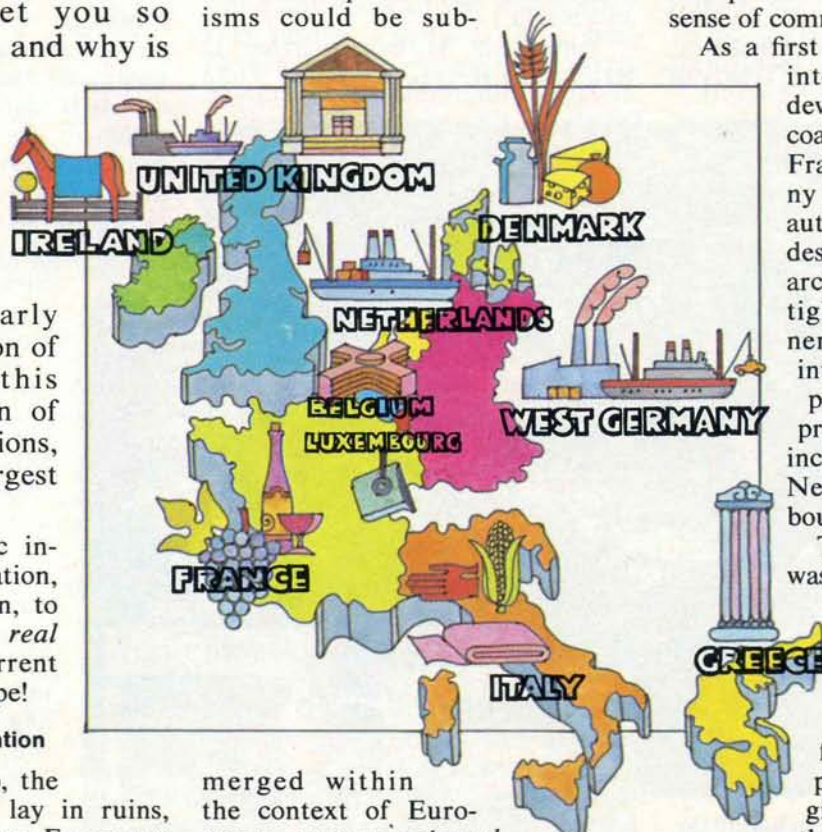 et you so
and why is
arly
on of
this
n of
ions,
rgest
c in-
ation,
n, to
real
rrent
pe!
ation
o, the
lay in ruins,
isms could be sub-
merged within
the context of Euro-
sense of comm
As a first
inte
dev
coa
Fra
ny
aut
des
arc
tig
ner
int
p
pr
inc
Ne
bou
T
was
f
p
g
UNITED KINGDOM
IRELAND
DENMARK
NETHERLANDS
BELGIUM
LUXEMBOURG
WEST GERMANY
FRANCE
ITALY
GREECE